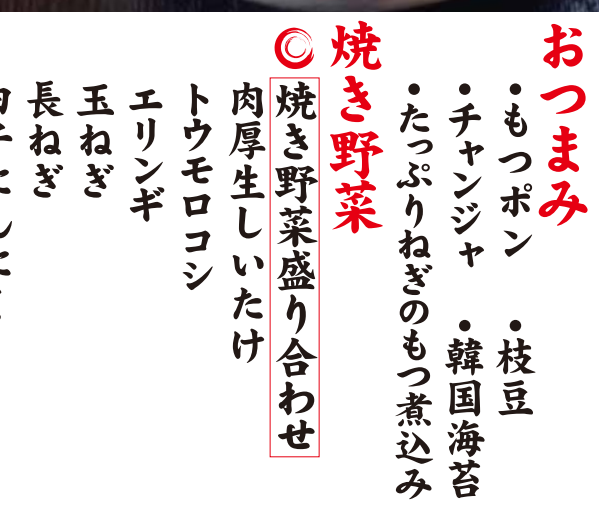 おつまみ
・もつポン ・枝豆
・チャンジャ ・韓国海苔
・たっぷりねぎのもつ煮込み
焼き野菜
焼き野菜盛り合わせ
肉厚生しいたけ
トウモロコシ
エリンギ
玉ねぎ
長ねぎ